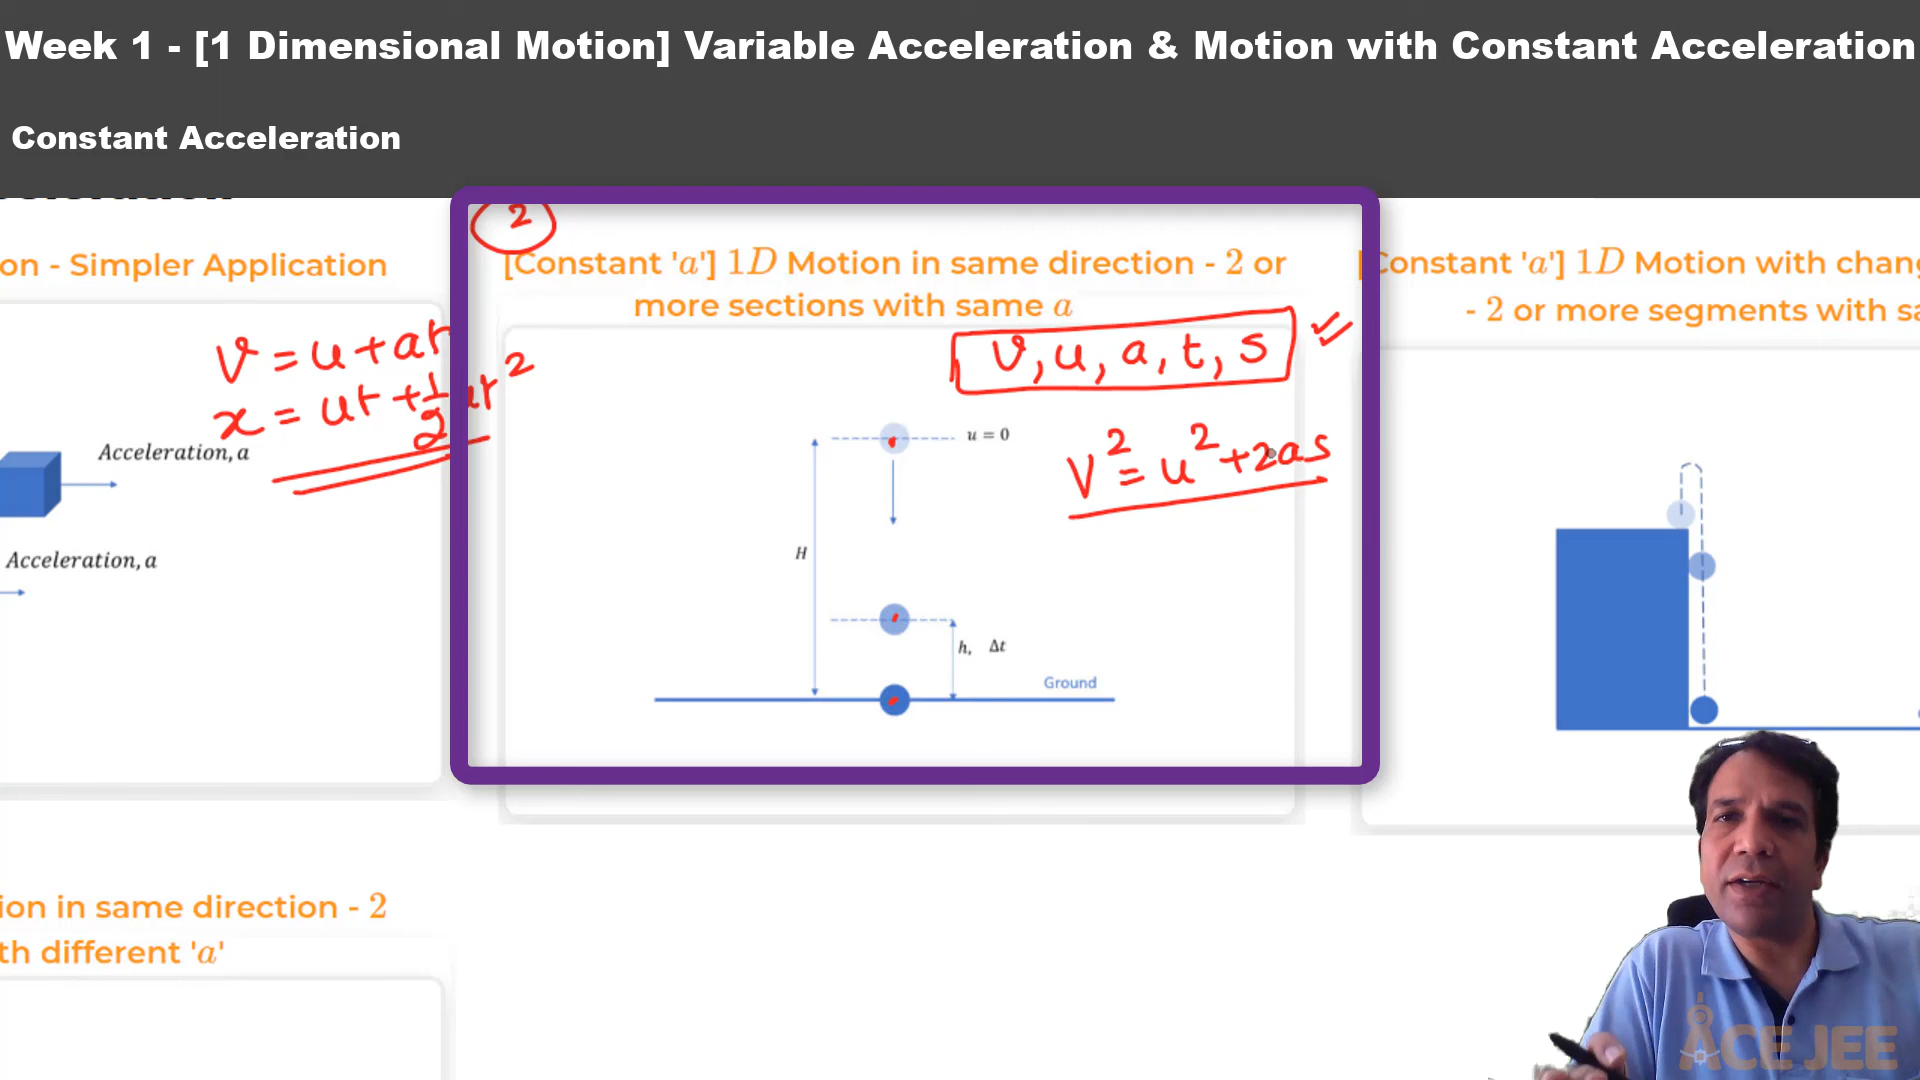 Week 1 - [1 Dimensional Motion] Variable Acceleration & Motion with Constant Acceleration
Constant Acceleration
2
on - Simpler Application
[Constant 'a'] 1D Motion in same direction - 2 or
more sections with same a
Constant 'a'] 1D Motion with chang
- 2 or more segments with sa
v = u + at
x = ut + 1/2 at²
v, u, a, t, s
u = 0
v² = u² + 2as
Acceleration, a
Acceleration, a
H
h, Δt
Ground
ion in same direction - 2
th different 'a'
ACE JEE